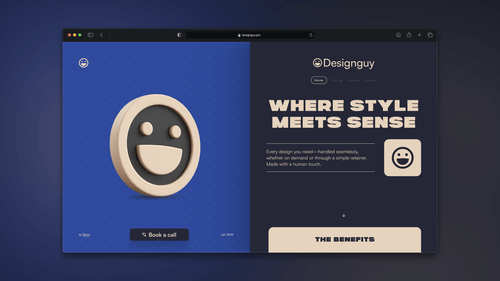 designguy.pro
Designguy
Home
WHERE STYLE
MEETS SENSE
Every design you need—handled seamlessly,
whether on demand or through a simple retainer.
Made with a human touch.
Book a call
THE BENEFITS